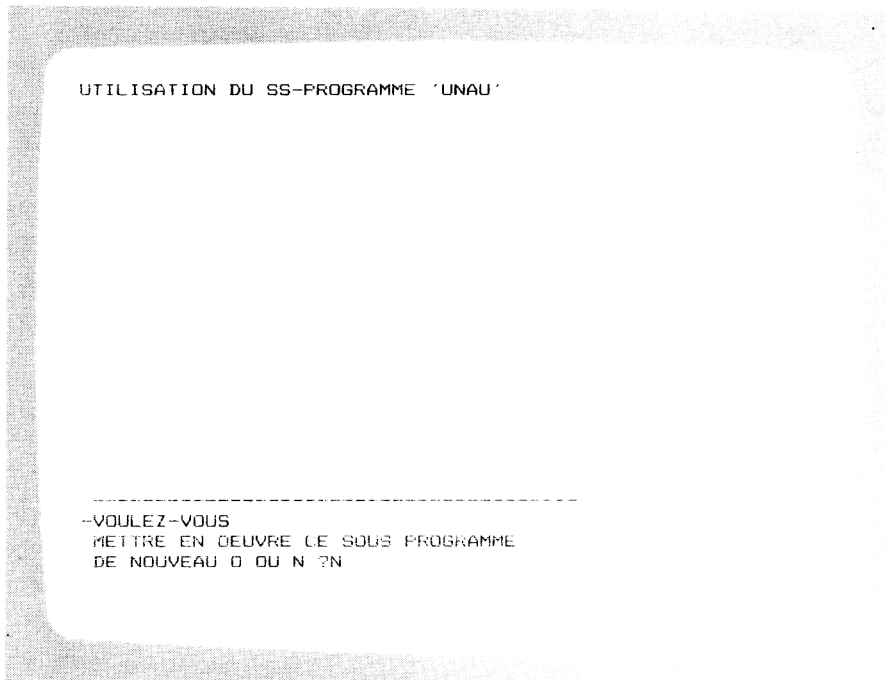 UTILISATION DU SS-PROGRAMME 'UNAU'
-VOULEZ-VOUS
METTRE EN OEUVRE LE SOUS PROGRAMME
DE NOUVEAU O OU N ?N